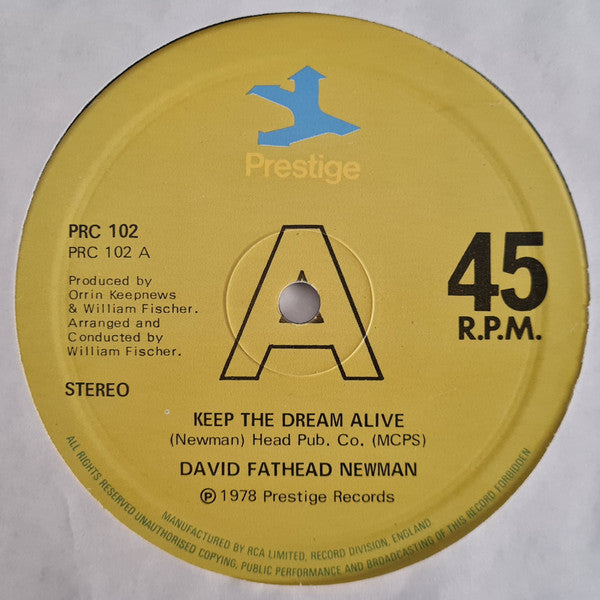 Prestige
PRC 102
PRC 102 A
Produced by
Orrin Keepnews
& William Fischer.
Arranged and
Conducted by
William Fischer.
STEREO
A
45
R.P.M.
KEEP THE DREAM ALIVE
(Newman) Head Pub. Co. (MCPS)
DAVID FATHEAD NEWMAN
Ⓟ 1978 Prestige Records
MANUFACTURED BY RCA LIMITED, RECORD DIVISION, ENGLAND
ALL RIGHTS RESERVED UNAUTHORISED COPYING, PUBLIC PERFORMANCE AND BROADCASTING OF THIS RECORD FORBIDDEN